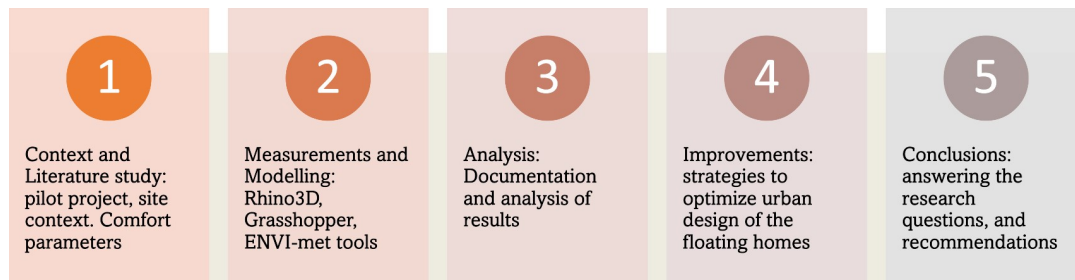 1
Context and
Literature study:
pilot project, site
context. Comfort
parameters
2
Measurements and
Modelling:
Rhino3D,
Grasshopper,
ENVI-met tools
3
Analysis:
Documentation
and analysis of
results
4
Improvements:
strategies to
optimize urban
design of the
floating homes
5
Conclusions:
answering the
research
questions, and
recommendations